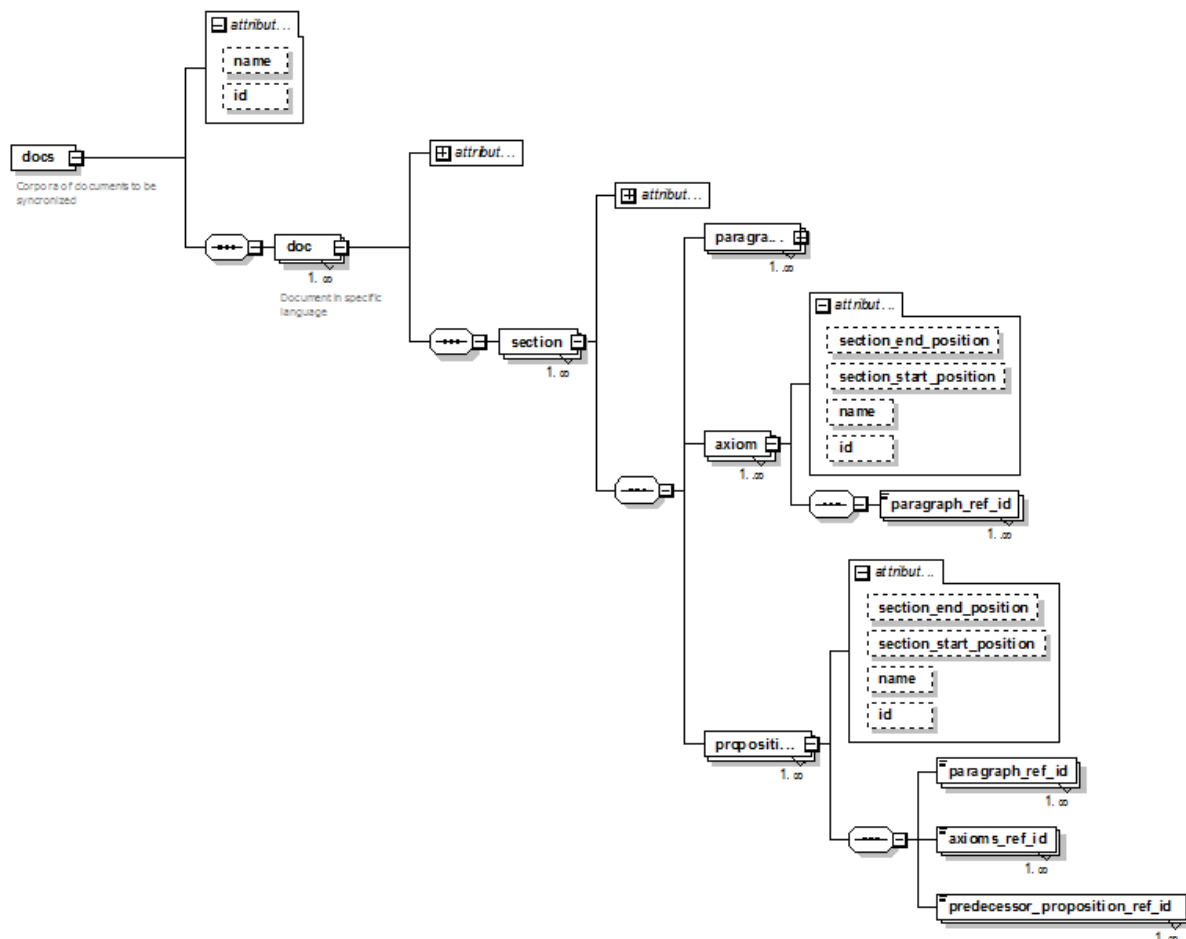 attribut...
name
id
docs
Corpora of documents to be
syncronized
attribut...
doc
1..∞
Document in specific
language
attribut...
section
1..∞
paragra...
1..∞
attribut...
section_end_position
section_start_position
name
id
axiom
1..∞
paragraph_ref_id
1..∞
attribut...
section_end_position
section_start_position
name
id
propositi...
1..∞
paragraph_ref_id
1..∞
axioms_ref_id
1..∞
predecessor_proposition_ref_id
1..∞